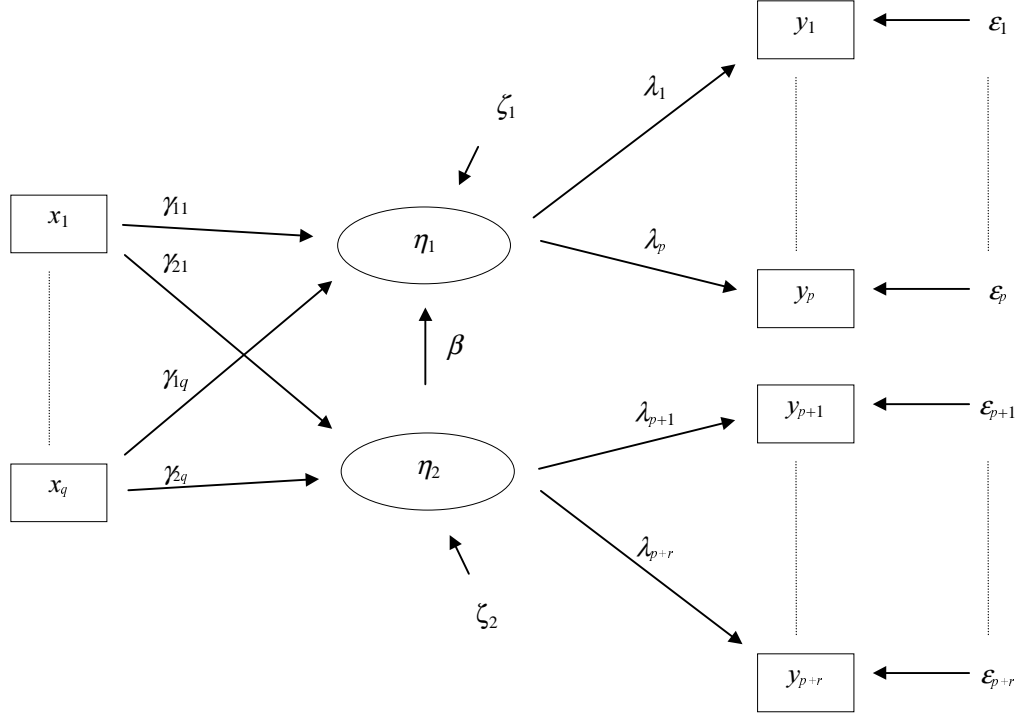 y₁
ε₁
λ₁
ζ₁
x₁
γ₁₁
η₁
λₚ
γ₂₁
yₚ
εₚ
β
γ₁q
yₚ₊₁
εₚ₊₁
λₚ₊₁
η₂
γ₂q
xq
λₚ₊ᵣ
ζ₂
yₚ₊ᵣ
εₚ₊ᵣ